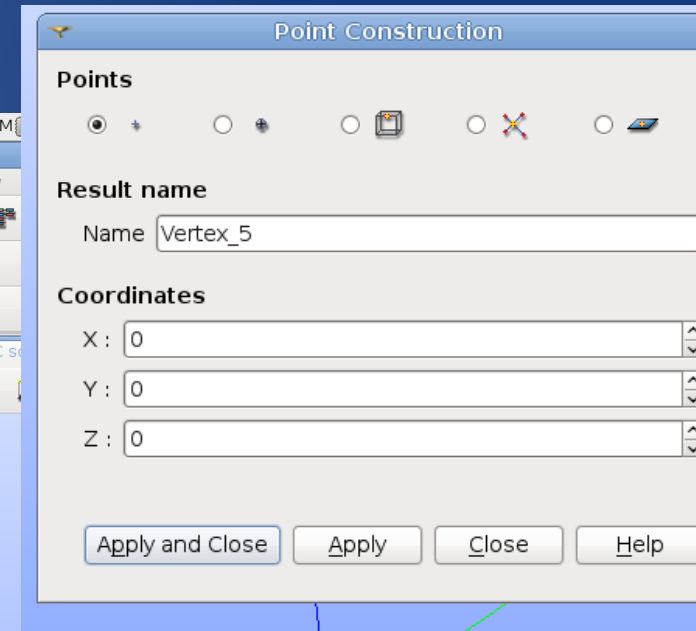 Point Construction
Points
M
Result name
Name Vertex_5
Coordinates
X : 0
Y : 0
Z : 0
Apply and Close Apply Close Help